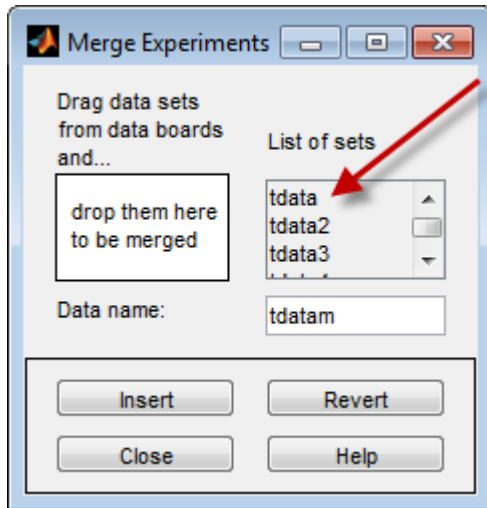 Merge Experiments
Drag data sets
from data boards
and...
drop them here
to be merged
List of sets
tdata
tdata2
tdata3
Data name:
tdatam
Insert
Revert
Close
Help